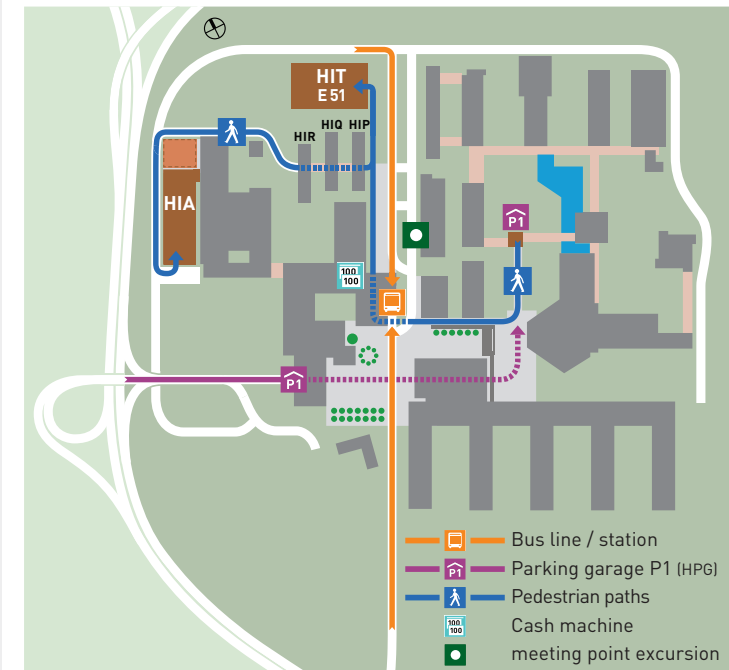 HIT
E 51
HIR
HIQ
HIP
HIA
P1
100
100
P1
Bus line / station
P1
Parking garage P1 (HPG)
Pedestrian paths
100
100
Cash machine
meeting point excursion